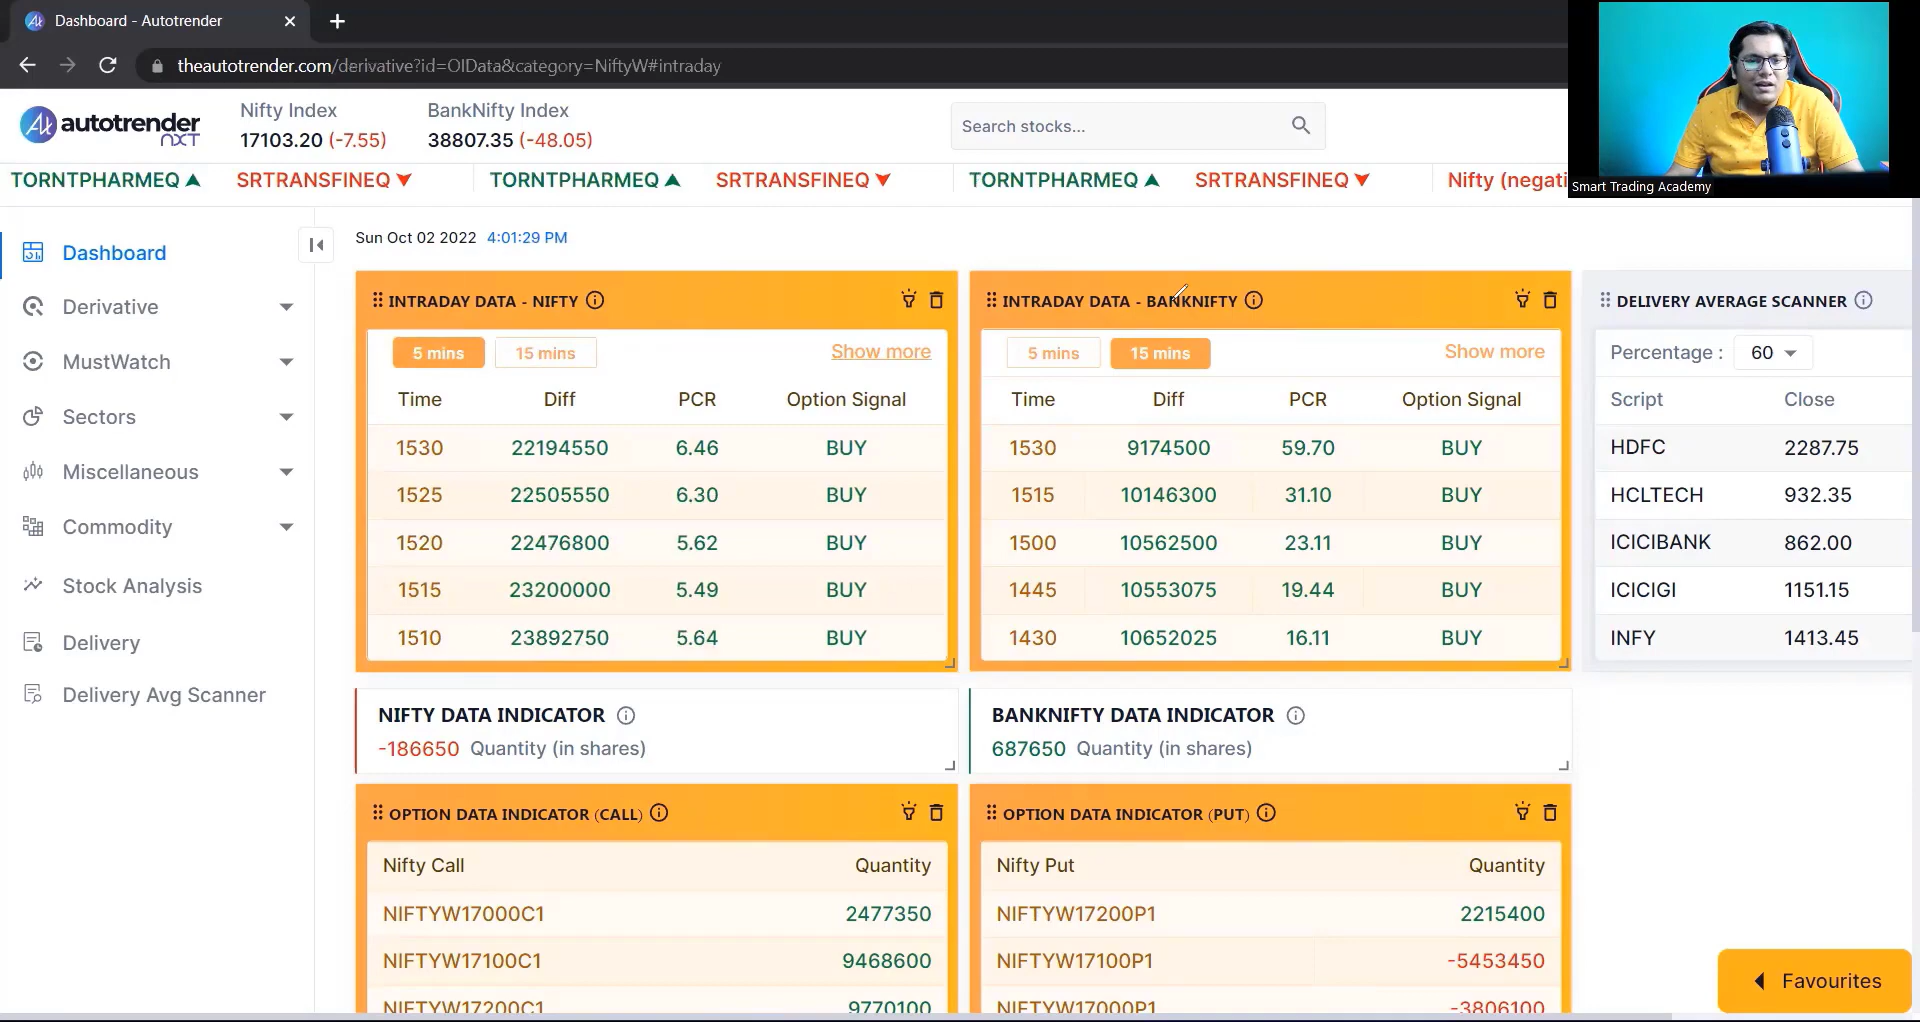 Dashboard - Autotrender
theautotrender.com/derivative?id=OIData&category=NiftyW#intraday
autotrender
nxt
Nifty Index
17103.20 (-7.55)
BankNifty Index
38807.35 (-48.05)
Search stocks...
Smart Trading Academy
TORNTPHARMEQ SRTRANSFINEQ TORNTPHARMEQ SRTRANSFINEQ TORNTPHARMEQ SRTRANSFINEQ Nifty (negati
Dashboard
Derivative
MustWatch
Sectors
Miscellaneous
Commodity
Stock Analysis
Delivery
Delivery Avg Scanner
Sun Oct 02 2022 4:01:29 PM
INTRADAY DATA - NIFTY
5 mins 15 mins Show more
Time Diff PCR Option Signal
1530 22194550 6.46 BUY
1525 22505550 6.30 BUY
1520 22476800 5.62 BUY
1515 23200000 5.49 BUY
1510 23892750 5.64 BUY
INTRADAY DATA - BANKNIFTY
5 mins 15 mins Show more
Time Diff PCR Option Signal
1530 9174500 59.70 BUY
1515 10146300 31.10 BUY
1500 10562500 23.11 BUY
1445 10553075 19.44 BUY
1430 10652025 16.11 BUY
DELIVERY AVERAGE SCANNER
Percentage : 60
Script Close
HDFC 2287.75
HCLTECH 932.35
ICICIBANK 862.00
ICICIGI 1151.15
INFY 1413.45
NIFTY DATA INDICATOR
-186650 Quantity (in shares)
BANKNIFTY DATA INDICATOR
687650 Quantity (in shares)
OPTION DATA INDICATOR (CALL)
Nifty Call Quantity
NIFTYW17000C1 2477350
NIFTYW17100C1 9468600
NIFTYW17200C1 9770100
OPTION DATA INDICATOR (PUT)
Nifty Put Quantity
NIFTYW17200P1 2215400
NIFTYW17100P1 -5453450
NIFTYW17000P1 -3806100
Favourites